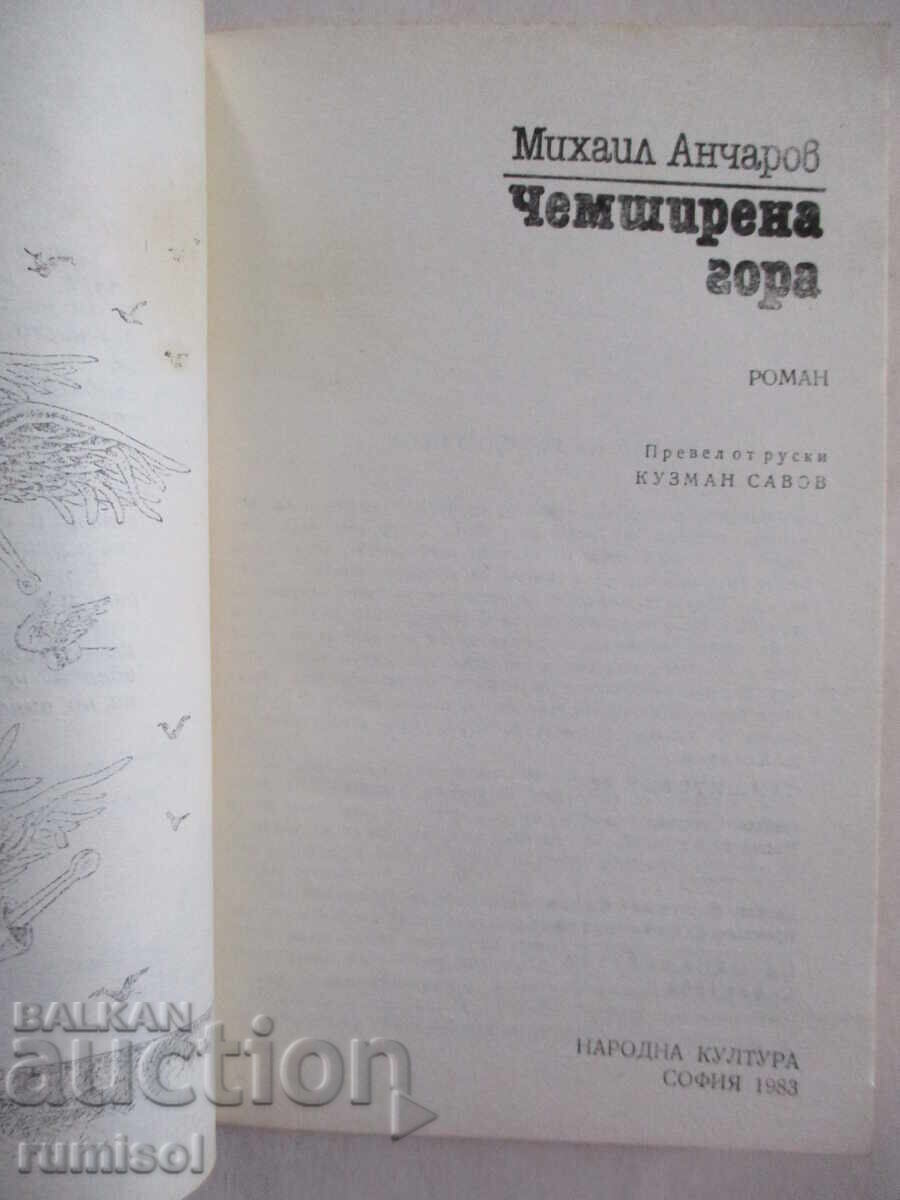 Михаил Анчаров
Чемширена
гора
РОМАН
Превел от руски
КУЗМАН САВОВ
НАРОДНА КУЛТУРА
СОФИЯ 1983
BALKAN
auction
rumisol